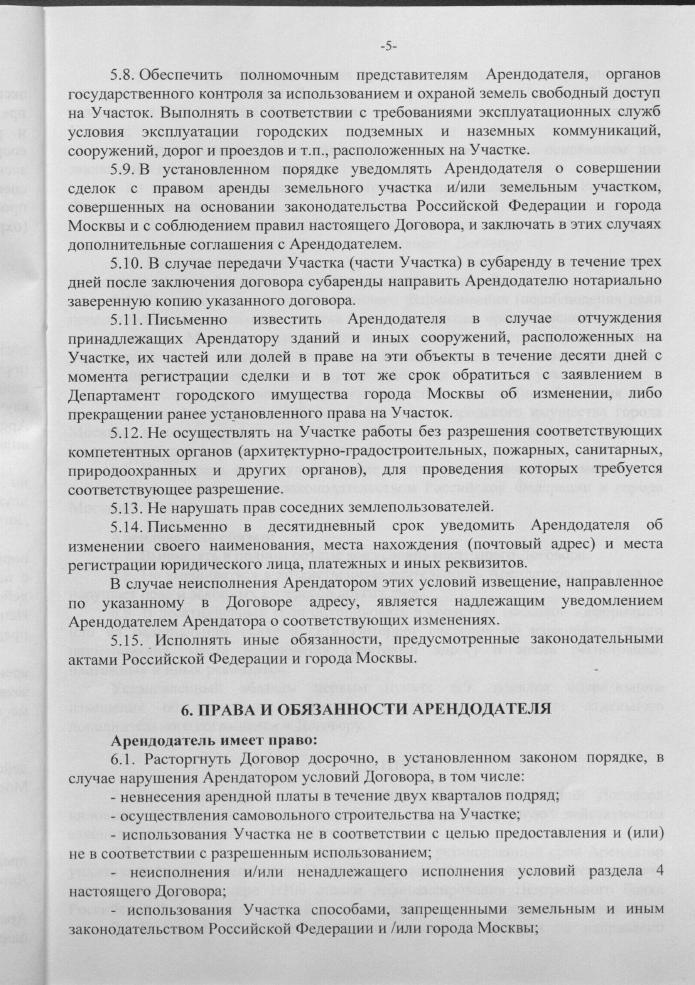 -5-
5.8. Обеспечить полномочным представителям Арендодателя, органов
государственного контроля за использованием и охраной земель свободный доступ
на Участок. Выполнять в соответствии с требованиями эксплуатационных служб
условия эксплуатации городских подземных и наземных коммуникаций,
сооружений, дорог и проездов и т.п., расположенных на Участке.
5.9. В установленном порядке уведомлять Арендодателя о совершении
сделок с правом аренды земельного участка и/или земельным участком,
совершенных на основании законодательства Российской Федерации и города
Москвы и с соблюдением правил настоящего Договора, и заключать в этих случаях
дополнительные соглашения с Арендодателем.
5.10. В случае передачи Участка (части Участка) в субаренду в течение трех
дней после заключения договора субаренды направить Арендодателю нотариально
заверенную копию указанного договора.
5.11. Письменно известить Арендодателя в случае отчуждения
принадлежащих Арендатору зданий и иных сооружений, расположенных на
Участке, их частей или долей в праве на эти объекты в течение десяти дней с
момента регистрации сделки и в тот же срок обратиться с заявлением в
Департамент городского имущества города Москвы об изменении, либо
прекращении ранее установленного права на Участок.
5.12. Не осуществлять на Участке работы без разрешения соответствующих
компетентных органов (архитектурно-градостроительных, пожарных, санитарных,
природоохранных и других органов), для проведения которых требуется
соответствующее разрешение.
5.13. Не нарушать прав соседних землепользователей.
5.14. Письменно в десятидневный срок уведомить Арендодателя об
изменении своего наименования, места нахождения (почтовый адрес) и места
регистрации юридического лица, платежных и иных реквизитов.
В случае неисполнения Арендатором этих условий извещение, направленное
по указанному в Договоре адресу, является надлежащим уведомлением
Арендодателем Арендатора о соответствующих изменениях.
5.15. Исполнять иные обязанности, предусмотренные законодательными
актами Российской Федерации и города Москвы.
6. ПРАВА И ОБЯЗАННОСТИ АРЕНДОДАТЕЛЯ
Арендодатель имеет право:
6.1. Расторгнуть Договор досрочно, в установленном законом порядке, в
случае нарушения Арендатором условий Договора, в том числе:
- невнесения арендной платы в течение двух кварталов подряд;
- осуществления самовольного строительства на Участке;
- использования Участка не в соответствии с целью предоставления и (или)
не в соответствии с разрешенным использованием;
- неисполнения и/или ненадлежащего исполнения условий раздела 4
настоящего Договора;
- использования Участка способами, запрещенными земельным и иным
законодательством Российской Федерации и /или города Москвы;